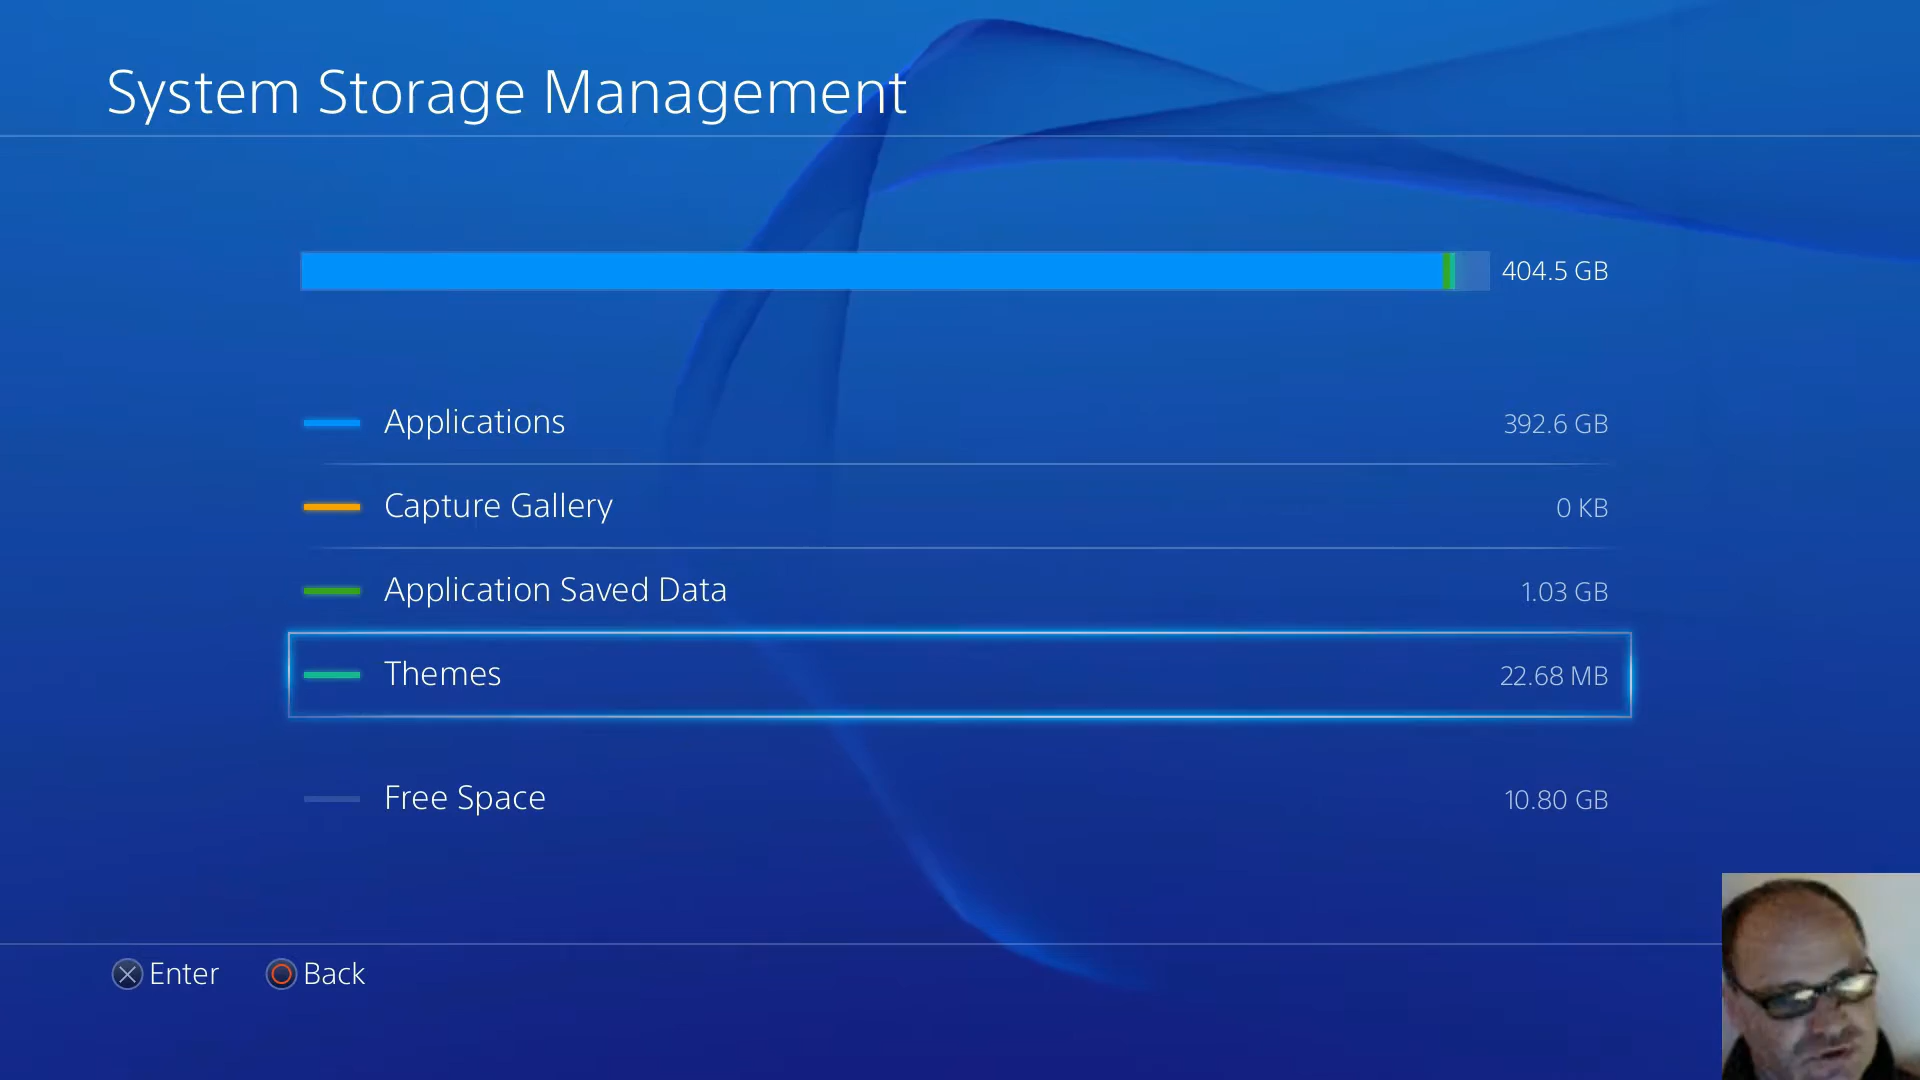 System Storage Management
404.5 GB
Applications 392.6 GB
Capture Gallery 0 KB
Application Saved Data 1.03 GB
Themes 22.68 MB
Free Space 10.80 GB
Enter Back